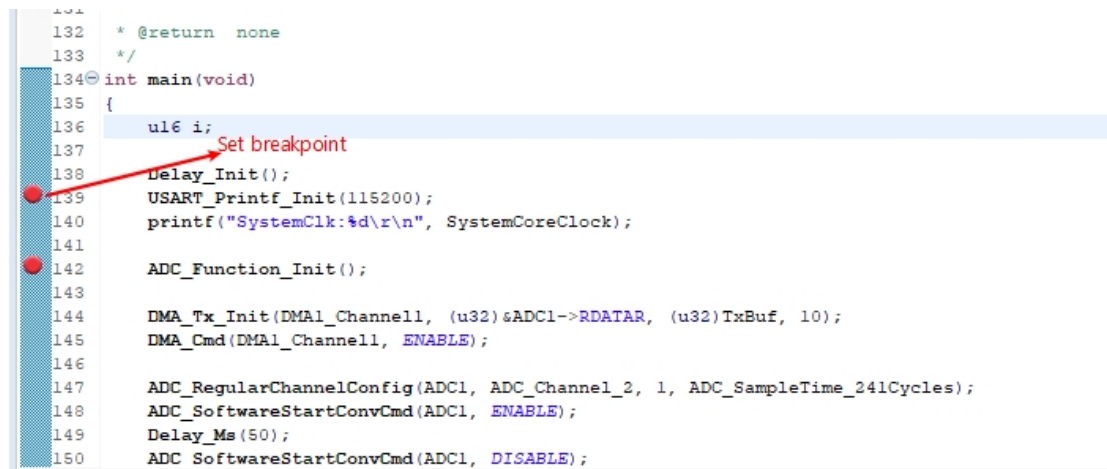 132 * @return none
133 */
134 int main(void)
135 {
136 u16 i;
Set breakpoint
137
138 Delay_Init();
139 USART_Printf_Init(115200);
140 printf("SystemClk:%d\r\n", SystemCoreClock);
141
142 ADC_Function_Init();
143
144 DMA_Tx_Init(DMA1_Channel1, (u32)&ADC1->RDATAR, (u32)TxBuf, 10);
145 DMA_Cmd(DMA1_Channel1, ENABLE);
146
147 ADC_RegularChannelConfig(ADC1, ADC_Channel_2, 1, ADC_SampleTime_241Cycles);
148 ADC_SoftwareStartConvCmd(ADC1, ENABLE);
149 Delay_Ms(50);
150 ADC_SoftwareStartConvCmd(ADC1, DISABLE);